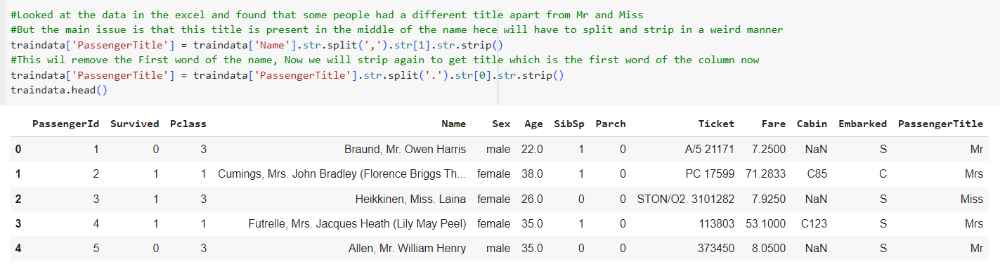 #Looked at the data in the excel and found that some people had a different title apart from Mr and Miss
#But the main issue is that this title is present in the middle of the name hece will have to split and strip in a weird manner
traindata['PassengerTitle'] = traindata['Name'].str.split(',').str[1].str.strip()
#This wil remove the First word of the name, Now we will strip again to get title which is the first word of the column now
traindata['PassengerTitle'] = traindata['PassengerTitle'].str.split('.').str[0].str.strip()
traindata.head()
PassengerId Survived Pclass Name Sex Age SibSp Parch Ticket Fare Cabin Embarked PassengerTitle
0 1 0 3 Braund, Mr. Owen Harris male 22.0 1 0 A/5 21171 7.2500 NaN S Mr
1 2 1 1 Cumings, Mrs. John Bradley (Florence Briggs Th... female 38.0 1 0 PC 17599 71.2833 C85 C Mrs
2 3 1 3 Heikkinen, Miss. Laina female 26.0 0 0 STON/O2. 3101282 7.9250 NaN S Miss
3 4 1 1 Futrelle, Mrs. Jacques Heath (Lily May Peel) female 35.0 1 0 113803 53.1000 C123 S Mrs
4 5 0 3 Allen, Mr. William Henry male 35.0 0 0 373450 8.0500 NaN S Mr